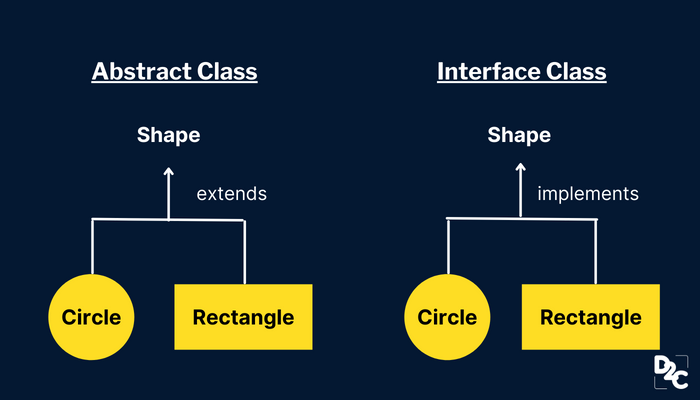 Abstract Class
Shape
extends
Circle
Rectangle
Interface Class
Shape
implements
Circle
Rectangle
D2C